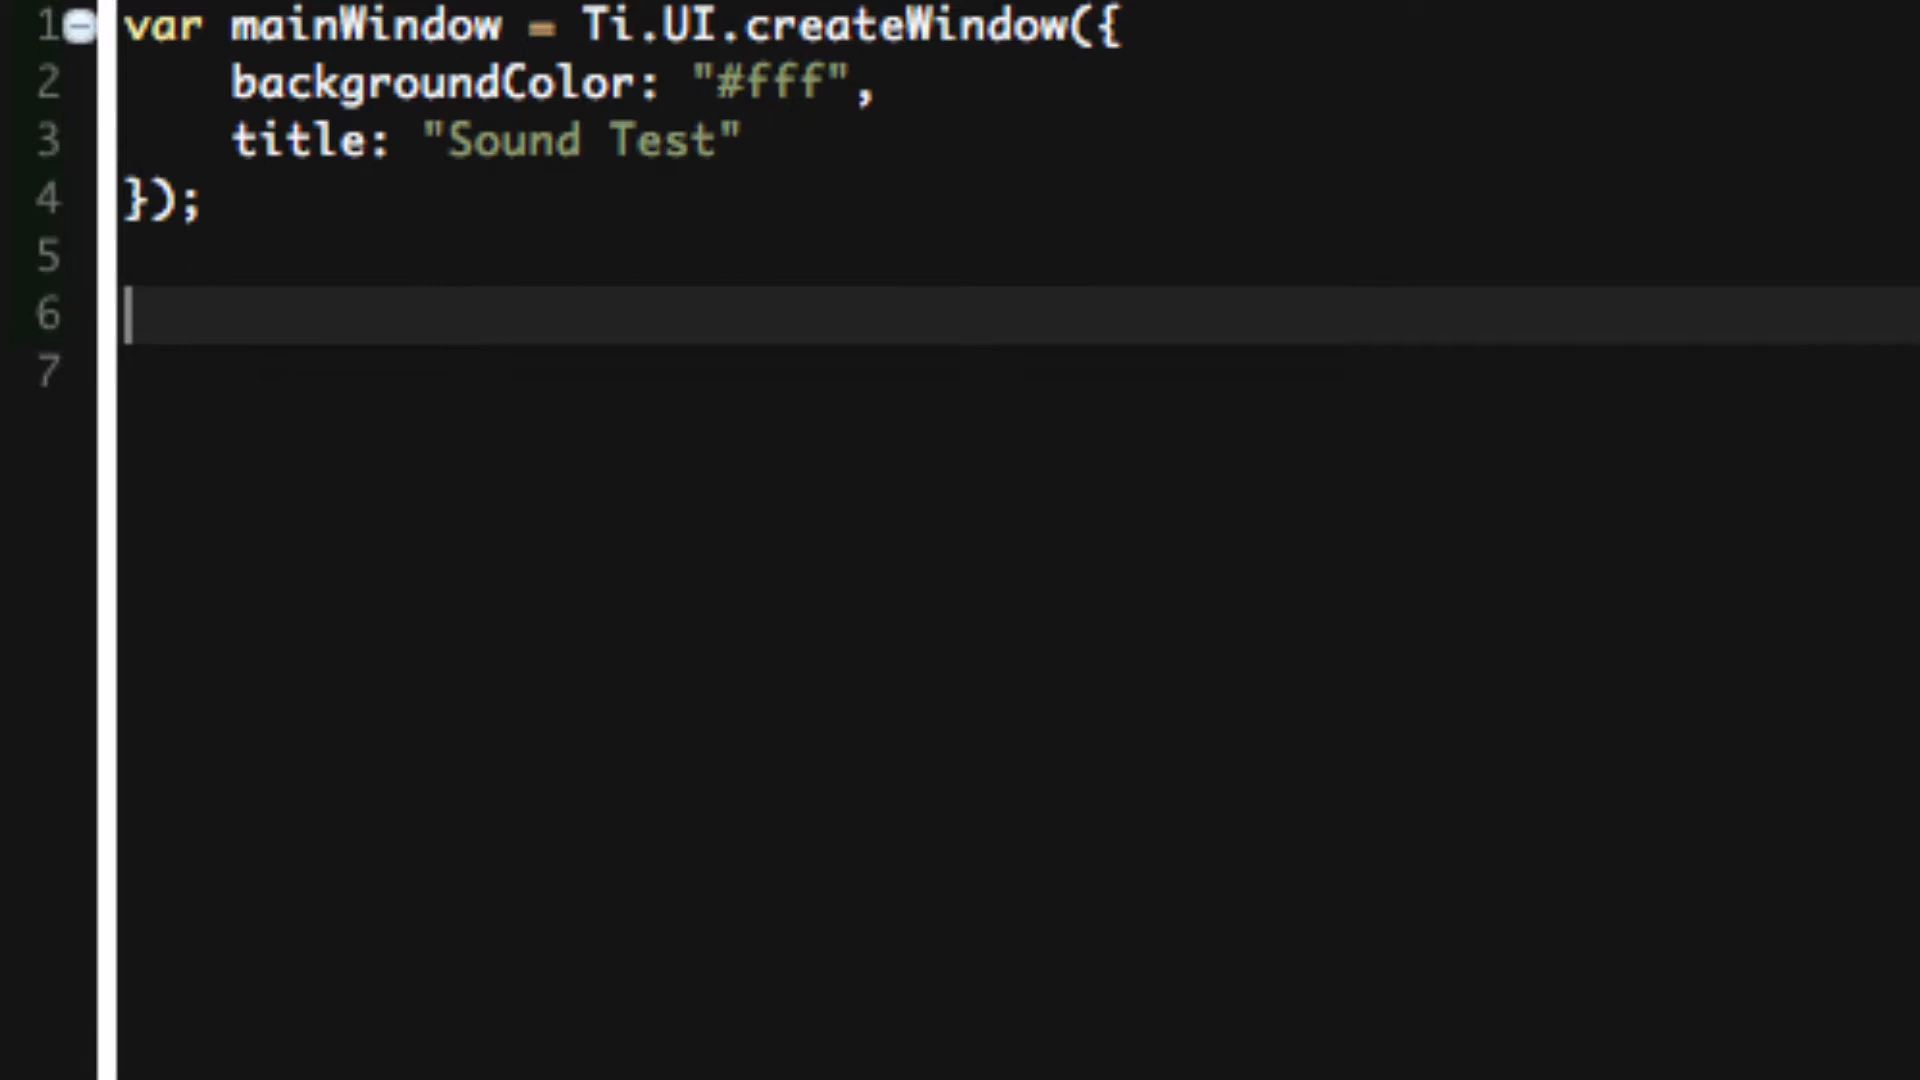 1 var mainWindow = Ti.UI.createWindow({
2 backgroundColor: "#fff",
3 title: "Sound Test"
4 });
5
6
7